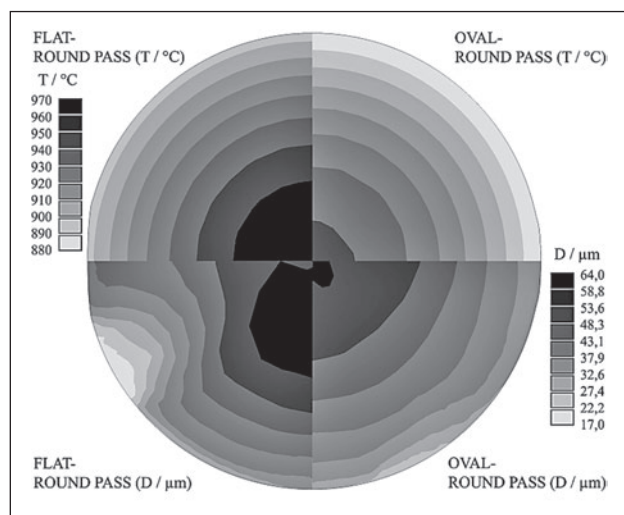 FLAT-
ROUND PASS (T / °C)
OVAL-
ROUND PASS (T / °C)
T / °C
970
960
950
940
930
920
910
900
890
880
D / µm
64,0
58,8
53,6
48,3
43,1
37,9
32,6
27,4
22,2
17,0
FLAT-
ROUND PASS (D / µm)
OVAL-
ROUND PASS (D / µm)